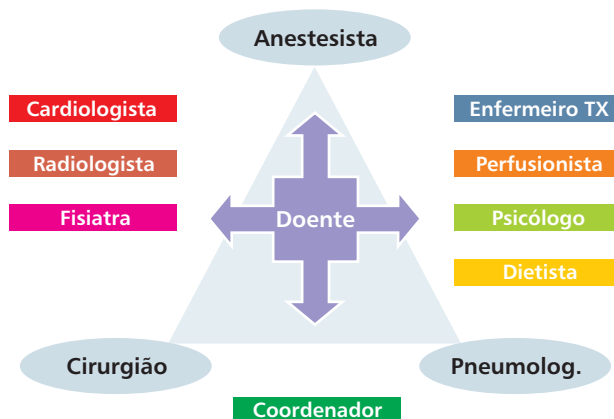 Anestesista
Cardiologista
Enfermeiro TX
Radiologista
Perfusionista
Fisiatra
Doente
Psicólogo
Dietista
Cirurgião
Pneumolog.
Coordenador